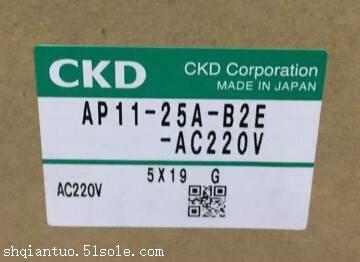 CKD
CKD Corporation
MADE IN JAPAN
AP11-25A-B2E
-AC220V
5X19 G
AC220V
shqiantuo.51sole.com